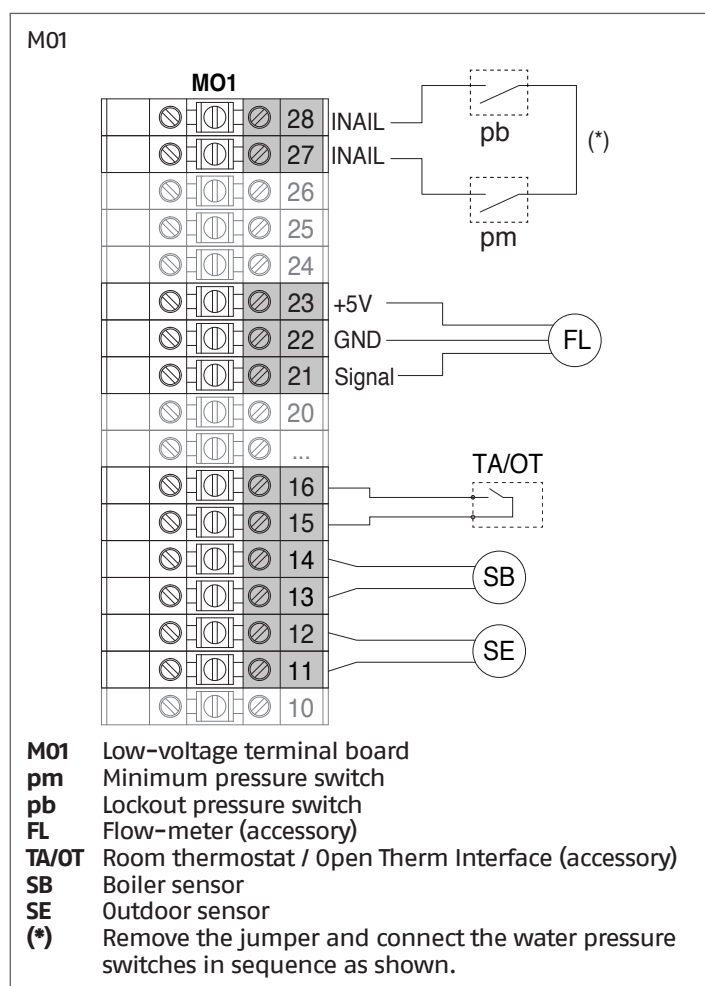 M01
MO1
28 INAIL
pb
27 INAIL
(*)
26
pm
25
24
23 +5V
22 GND
FL
21 Signal
20
...
TA/OT
16
15
14
SB
13
12
SE
11
10
M01 Low-voltage terminal board
pm Minimum pressure switch
pb Lockout pressure switch
FL Flow-meter (accessory)
TA/OT Room thermostat / Open Therm Interface (accessory)
SB Boiler sensor
SE Outdoor sensor
(*) Remove the jumper and connect the water pressure
switches in sequence as shown.